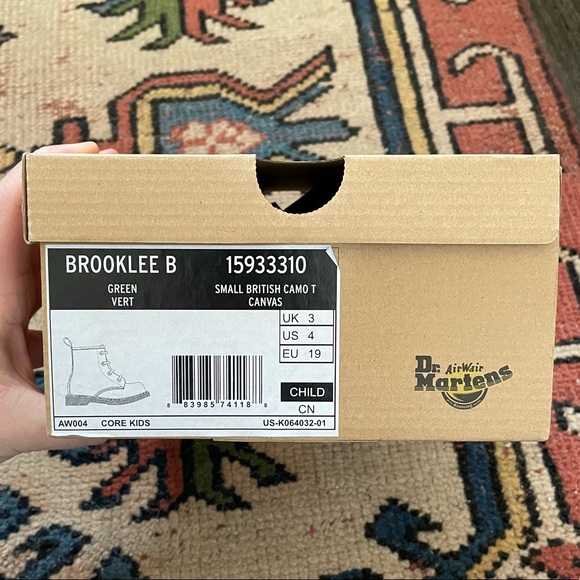 BROOKLEE B 15933310
GREEN SMALL BRITISH CAMO T
VERT CANVAS
UK 3
US 4
EU 19
8 83985 74118 8
CHILD
CN
AW004 CORE KIDS US-K064032-01
Dr. AirWair
Martens